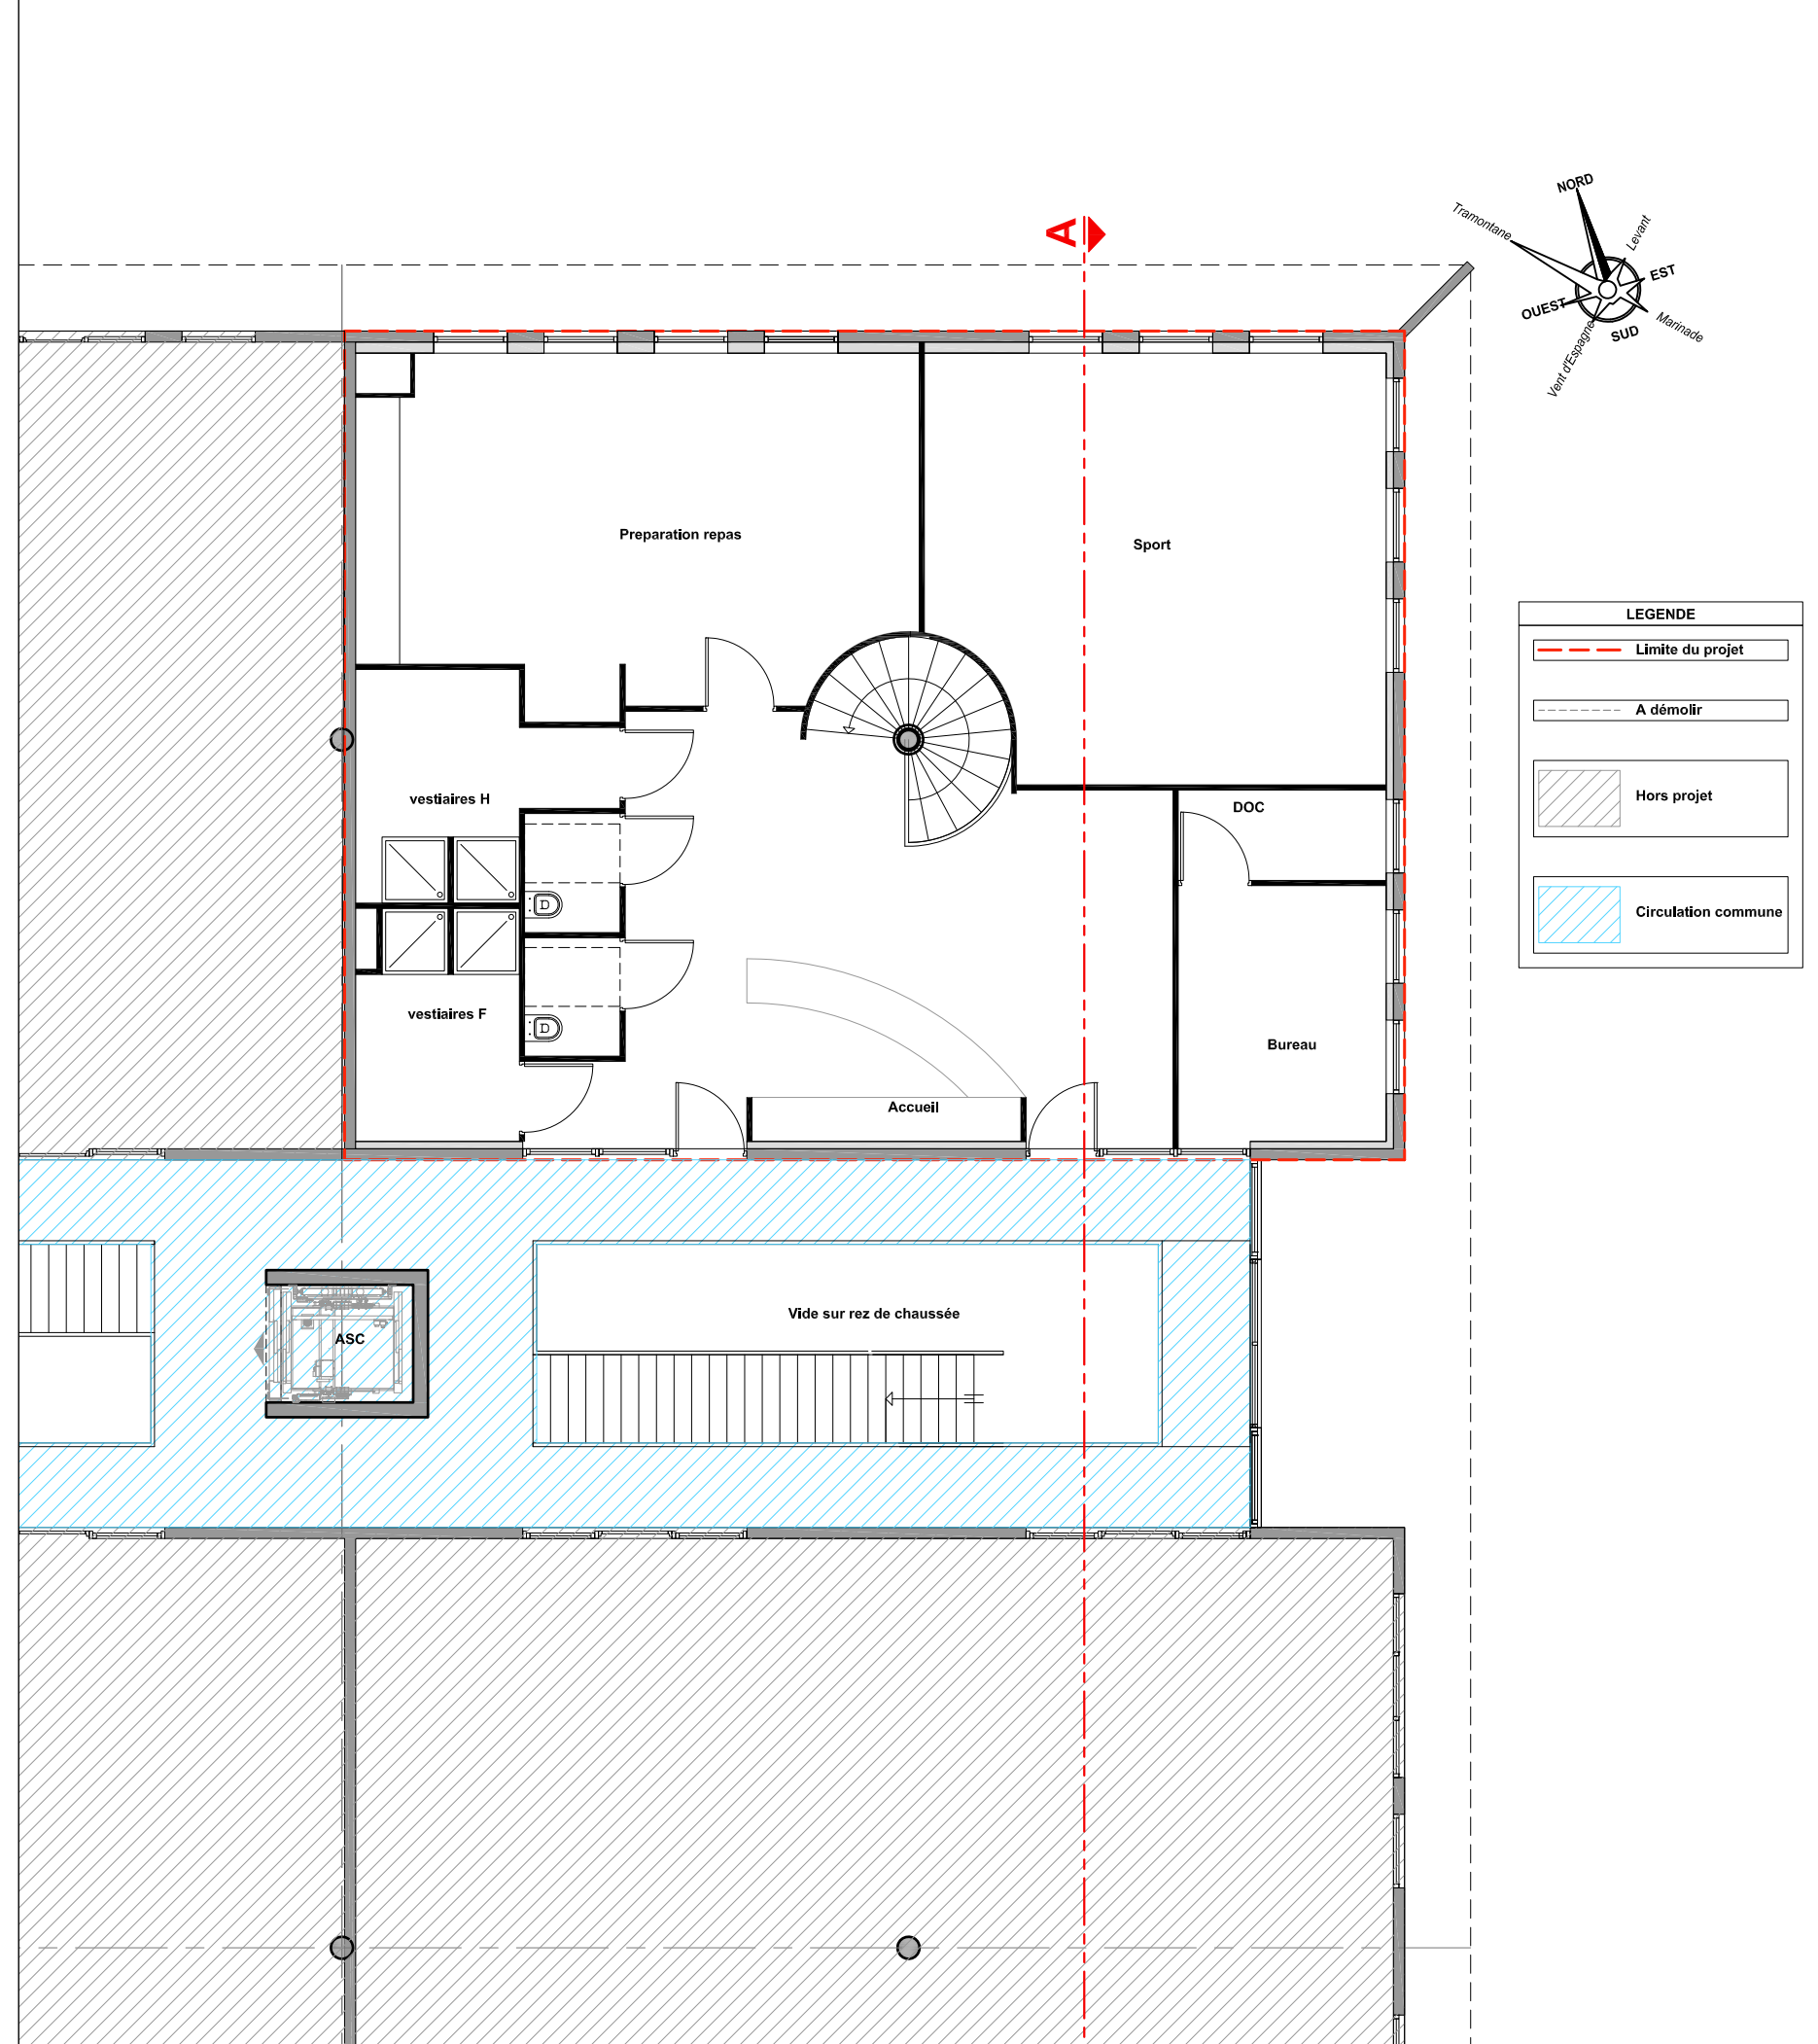 NORD
Tramontane
Levant
EST
OUEST
Marinade
SUD
Vent d'Espagne
A
Preparation repas
Sport
LEGENDE
Limite du projet
A démolir
Hors projet
Circulation commune
vestiaires H
DOC
D
vestiaires F
D
Bureau
Accueil
Vide sur rez de chaussée
ASC